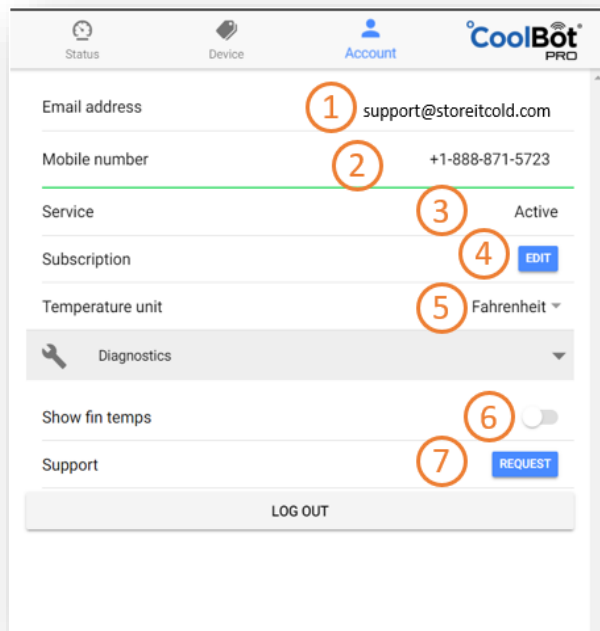 Status
Device
Account
°CoolBot®
PRO
Email address 1 support@storeitcold.com
Mobile number 2 +1-888-871-5723
Service 3 Active
Subscription 4 EDIT
Temperature unit 5 Fahrenheit
Diagnostics
Show fin temps 6
Support 7 REQUEST
LOG OUT